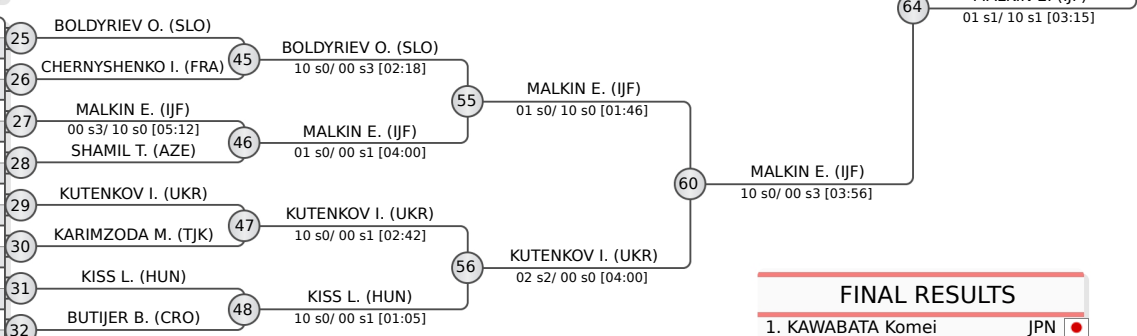 64
01 s1/ 10 s1 [03:15]
25
BOLDYRIEV O. (SLO)
45
BOLDYRIEV O. (SLO)
10 s0/ 00 s3 [02:18]
26
CHERNYSHENKO I. (FRA)
55
MALKIN E. (IJF)
01 s0/ 10 s0 [01:46]
27
MALKIN E. (IJF)
00 s3/ 10 s0 [05:12]
46
MALKIN E. (IJF)
01 s0/ 00 s1 [04:00]
28
SHAMIL T. (AZE)
60
MALKIN E. (IJF)
10 s0/ 00 s3 [03:56]
29
KUTENKOV I. (UKR)
47
KUTENKOV I. (UKR)
10 s0/ 00 s1 [02:42]
30
KARIMZODA M. (TJK)
56
KUTENKOV I. (UKR)
02 s2/ 00 s0 [04:00]
31
KISS L. (HUN)
48
KISS L. (HUN)
10 s0/ 00 s1 [01:05]
32
BUTIJER B. (CRO)
FINAL RESULTS
1. KAWABATA Komei JPN